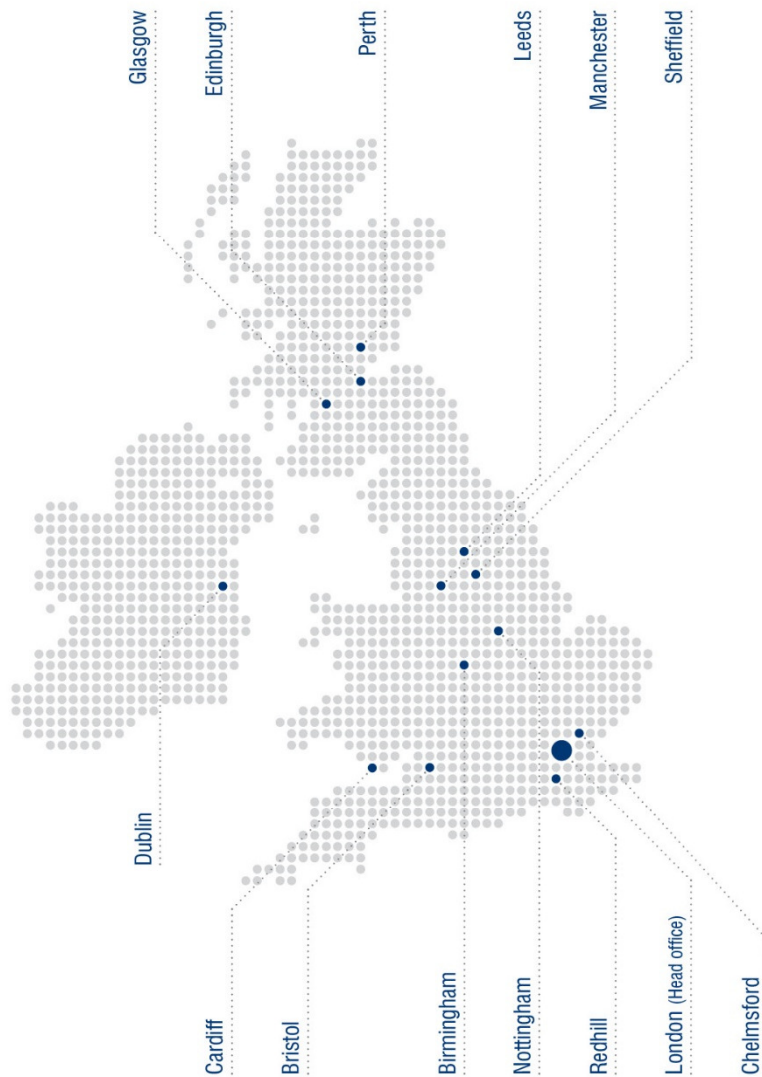 Glasgow
Edinburgh
Perth
Leeds
Manchester
Sheffield
Dublin
Cardiff
Bristol
Birmingham
Nottingham
Redhill
London (Head office)
Chelmsford